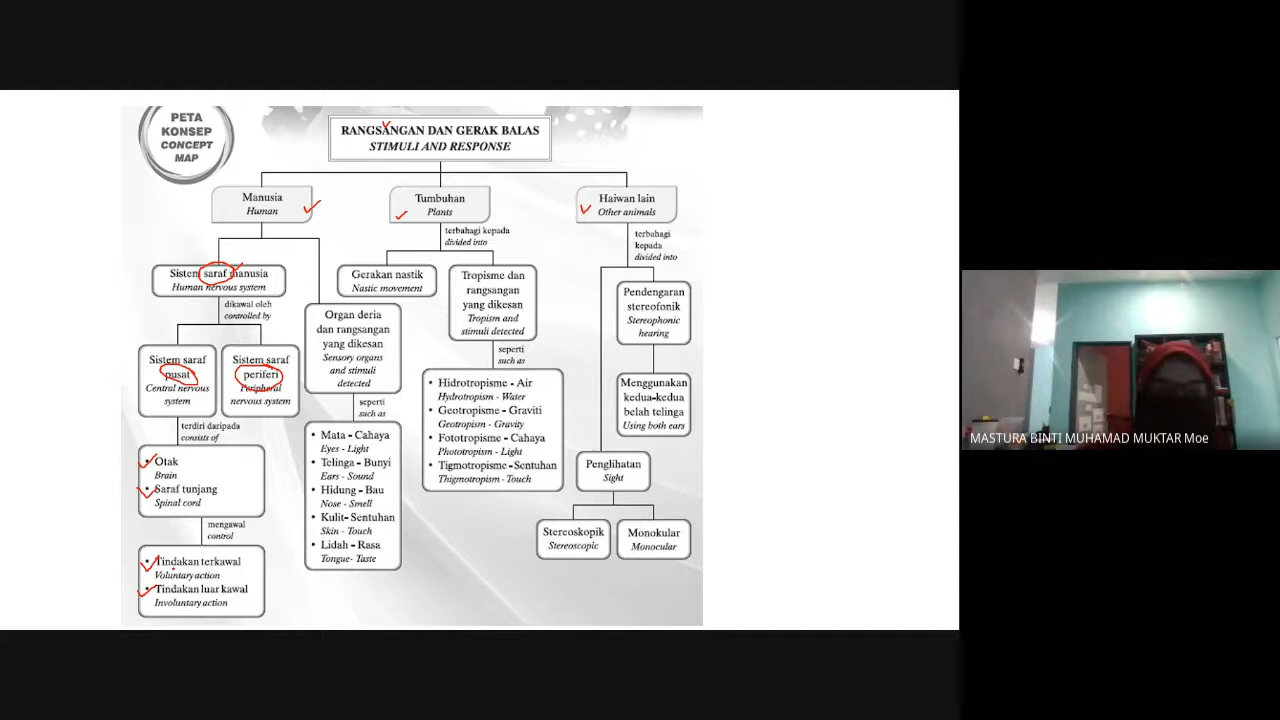 PETA
KONSEP
CONCEPT
MAP
RANGSANGAN DAN GERAK BALAS
STIMULI AND RESPONSE
Manusia
Human
Tumbuhan
Plants
Haiwan lain
Other animals
terbahagi kepada
divided into
terbahagi
kepada
divided into
Sistem saraf manusia
Human nervous system
dikawal oleh
controlled by
Sistem saraf
pusat
Central nervous
system
Sistem saraf
periferi
Peripheral
nervous system
terdiri daripada
consists of
• Otak
Brain
• Saraf tunjang
Spinal cord
mengawal
control
• Tindakan terkawal
Voluntary action
• Tindakan luar kawal
Involuntary action
Organ deria
dan rangsangan
yang dikesan
Sensory organs
and stimuli
detected
seperti
such as
• Mata - Cahaya
Eyes - Light
• Telinga - Bunyi
Ears - Sound
• Hidung - Bau
Nose - Smell
• Kulit- Sentuhan
Skin - Touch
• Lidah - Rasa
Tongue- Taste
Gerakan nastik
Nastic movement
Tropisme dan
rangsangan
yang dikesan
Tropism and
stimuli detected
seperti
such as
• Hidrotropisme - Air
Hydrotropism - Water
• Geotropisme - Graviti
Geotropism - Gravity
• Fototropisme - Cahaya
Phototropism - Light
• Tigmotropisme - Sentuhan
Thigmotropism - Touch
Pendengaran
stereofonik
Stereophonic
hearing
Menggunakan
kedua-kedua
belah telinga
Using both ears
Penglihatan
Sight
Stereoskopik
Stereoscopic
Monokular
Monocular
MASTURA BINTI MUHAMAD MUKTAR Moe